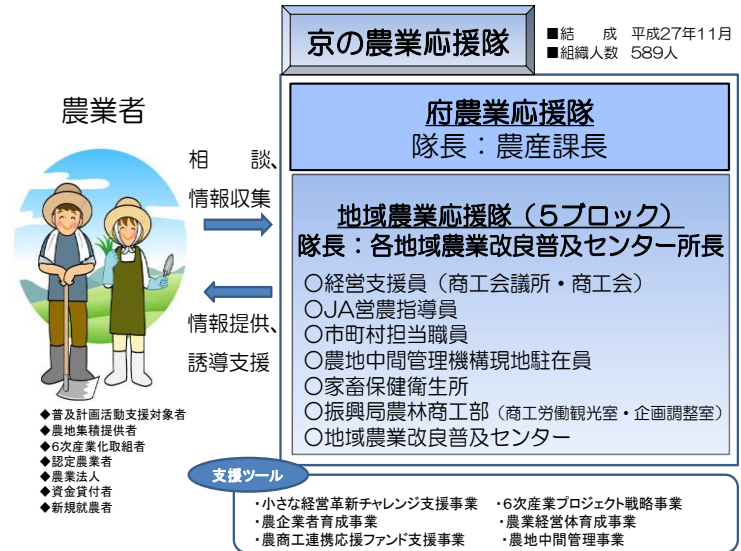 京の農業応援隊
■結　　成　平成27年11月
■組織人数　589人
農業者
府農業応援隊
隊長：農産課長
相　　談、
情報収集
情報提供、
誘導支援
地域農業応援隊（5ブロック）
隊長：各地域農業改良普及センター所長
〇経営支援員（商工会議所・商工会）
〇JA営農指導員
〇市町村担当職員
〇農地中間管理機構現地駐在員
〇家畜保健衛生所
〇振興局農林商工部（商工労働観光室・企画調整室）
〇地域農業改良普及センター
◆普及計画活動支援対象者
◆農地集積提供者
◆6次産業化取組者
◆認定農業者
◆農業法人
◆資金貸付者
◆新規就農者
支援ツール
・小さな経営革新チャレンジ支援事業　・6次産業プロジェクト戦略事業
・農企業者育成事業　・農業経営体育成事業
・農商工連携応援ファンド支援事業　・農地中間管理事業